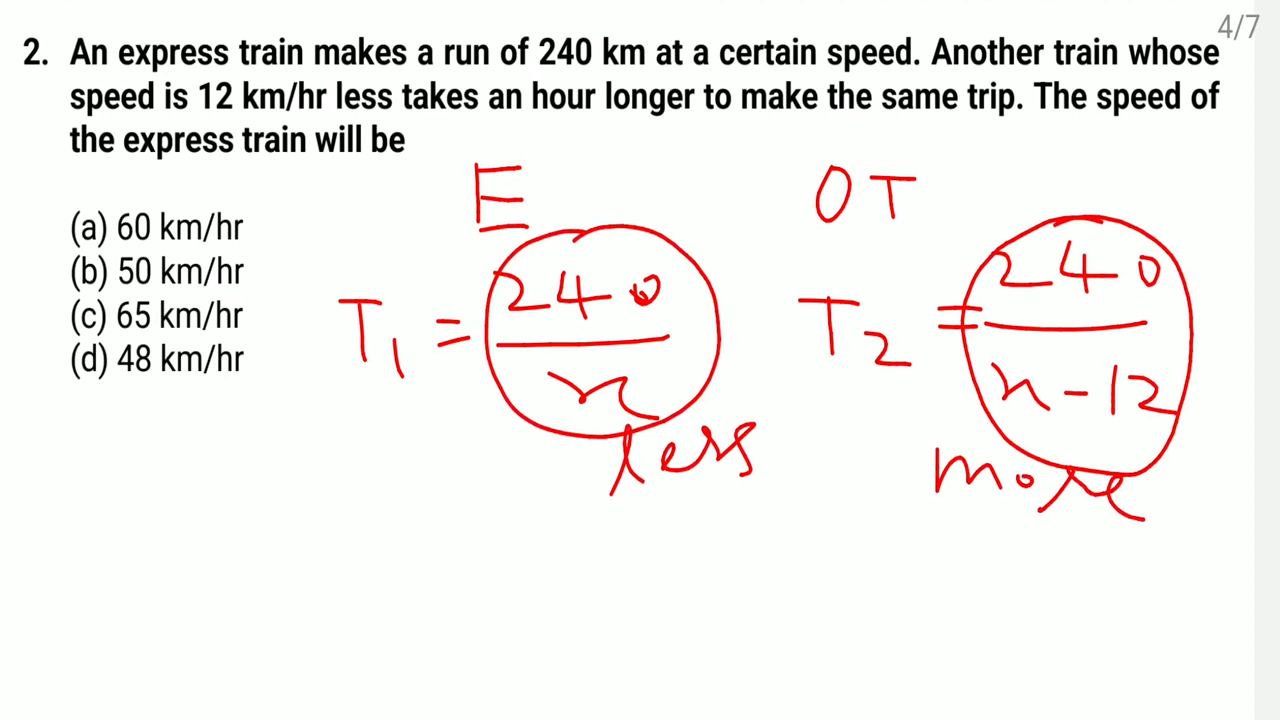 4/7
2. An express train makes a run of 240 km at a certain speed. Another train whose
speed is 12 km/hr less takes an hour longer to make the same trip. The speed of
the express train will be
(a) 60 km/hr
(b) 50 km/hr
(c) 65 km/hr
(d) 48 km/hr
E
OT
T₁ = 240/x
T₂ = 240/x-12
less
more